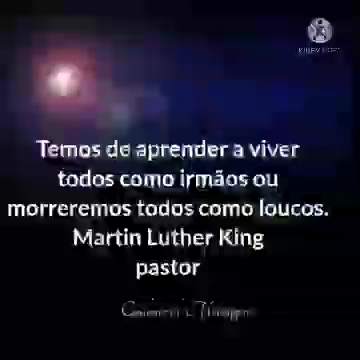 Temos de aprender a viver
todos como irmãos ou
morreremos todos como loucos.
Martin Luther King
pastor